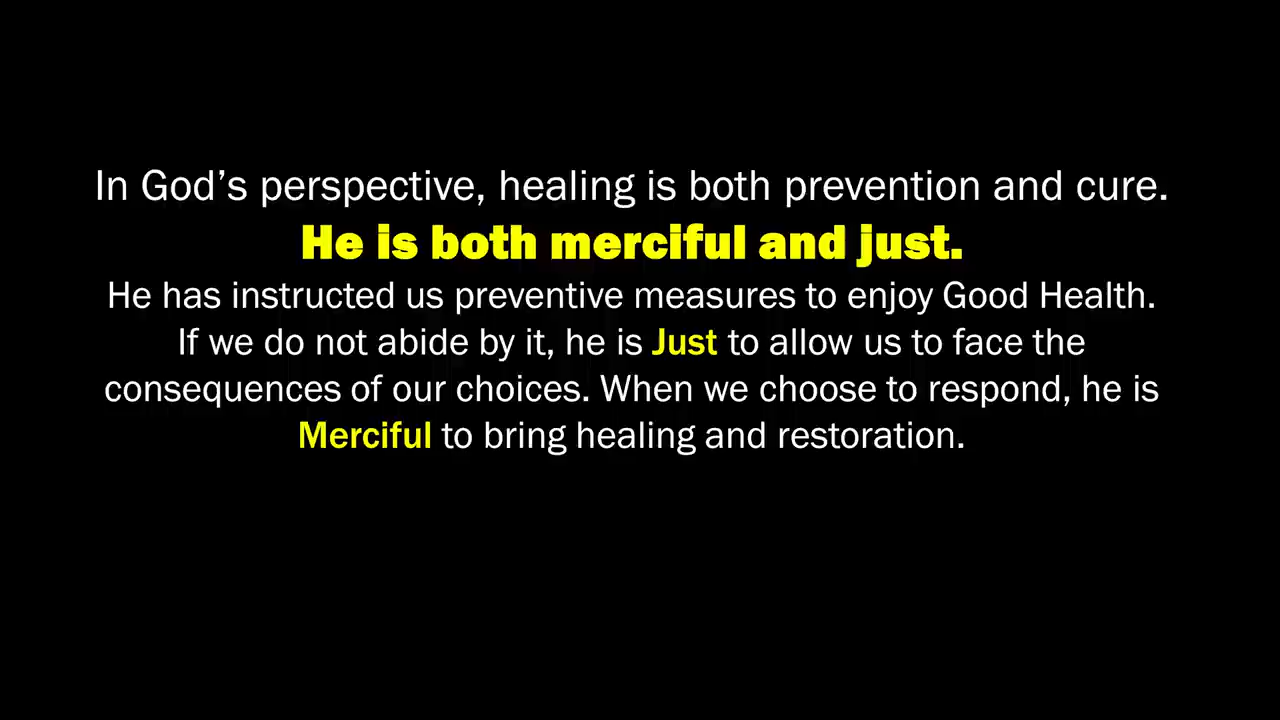 In God’s perspective, healing is both prevention and cure.
He is both merciful and just.
He has instructed us preventive measures to enjoy Good Health.
If we do not abide by it, he is Just to allow us to face the
consequences of our choices. When we choose to respond, he is
Merciful to bring healing and restoration.